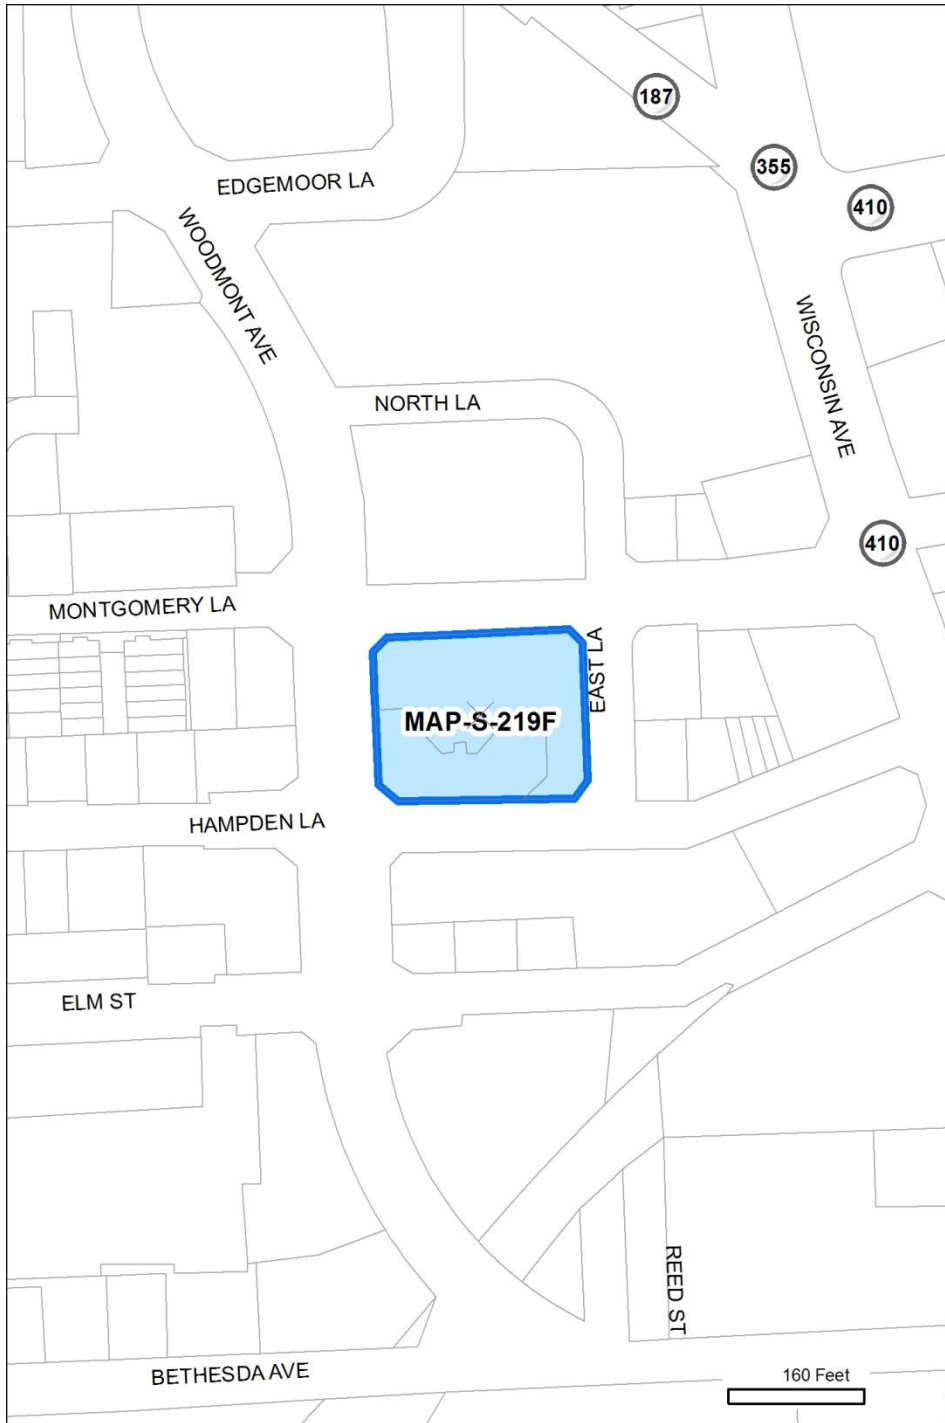 187
355
EDGEMOOR LA
410
WOODMONT AVE
WISCONSIN AVE
NORTH LA
410
MONTGOMERY LA
EAST LA
MAP-S-219F
HAMPDEN LA
ELM ST
REED ST
BETHESDA AVE
160 Feet